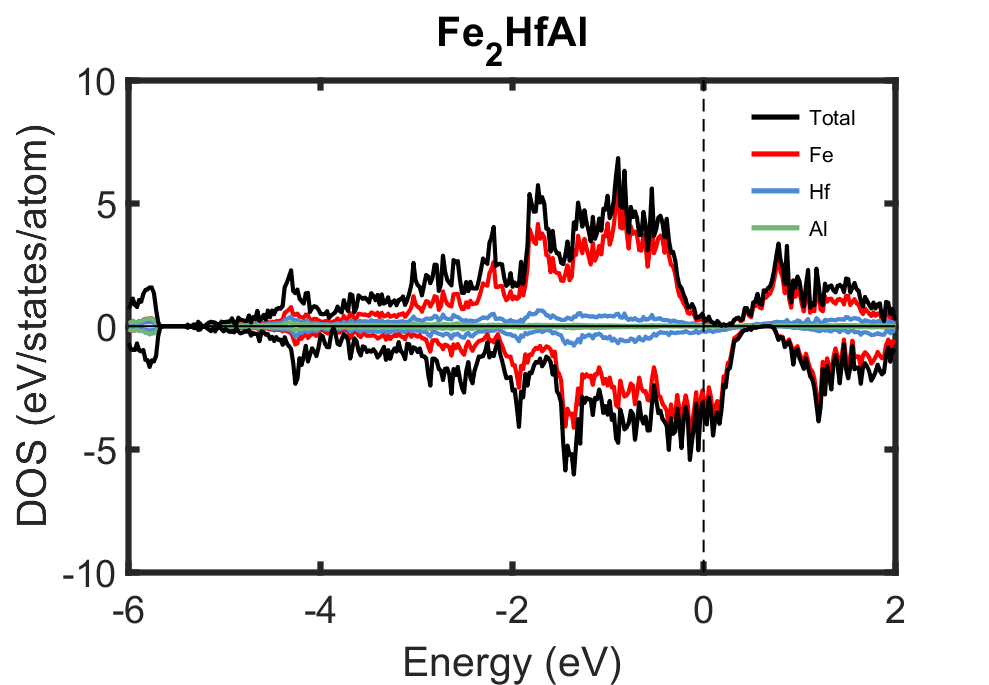 Fe2HfAl
10
5
0
-5
-10
-6
-4
-2
0
2
DOS (eV/states/atom)
Energy (eV)
Total
Fe
Hf
Al